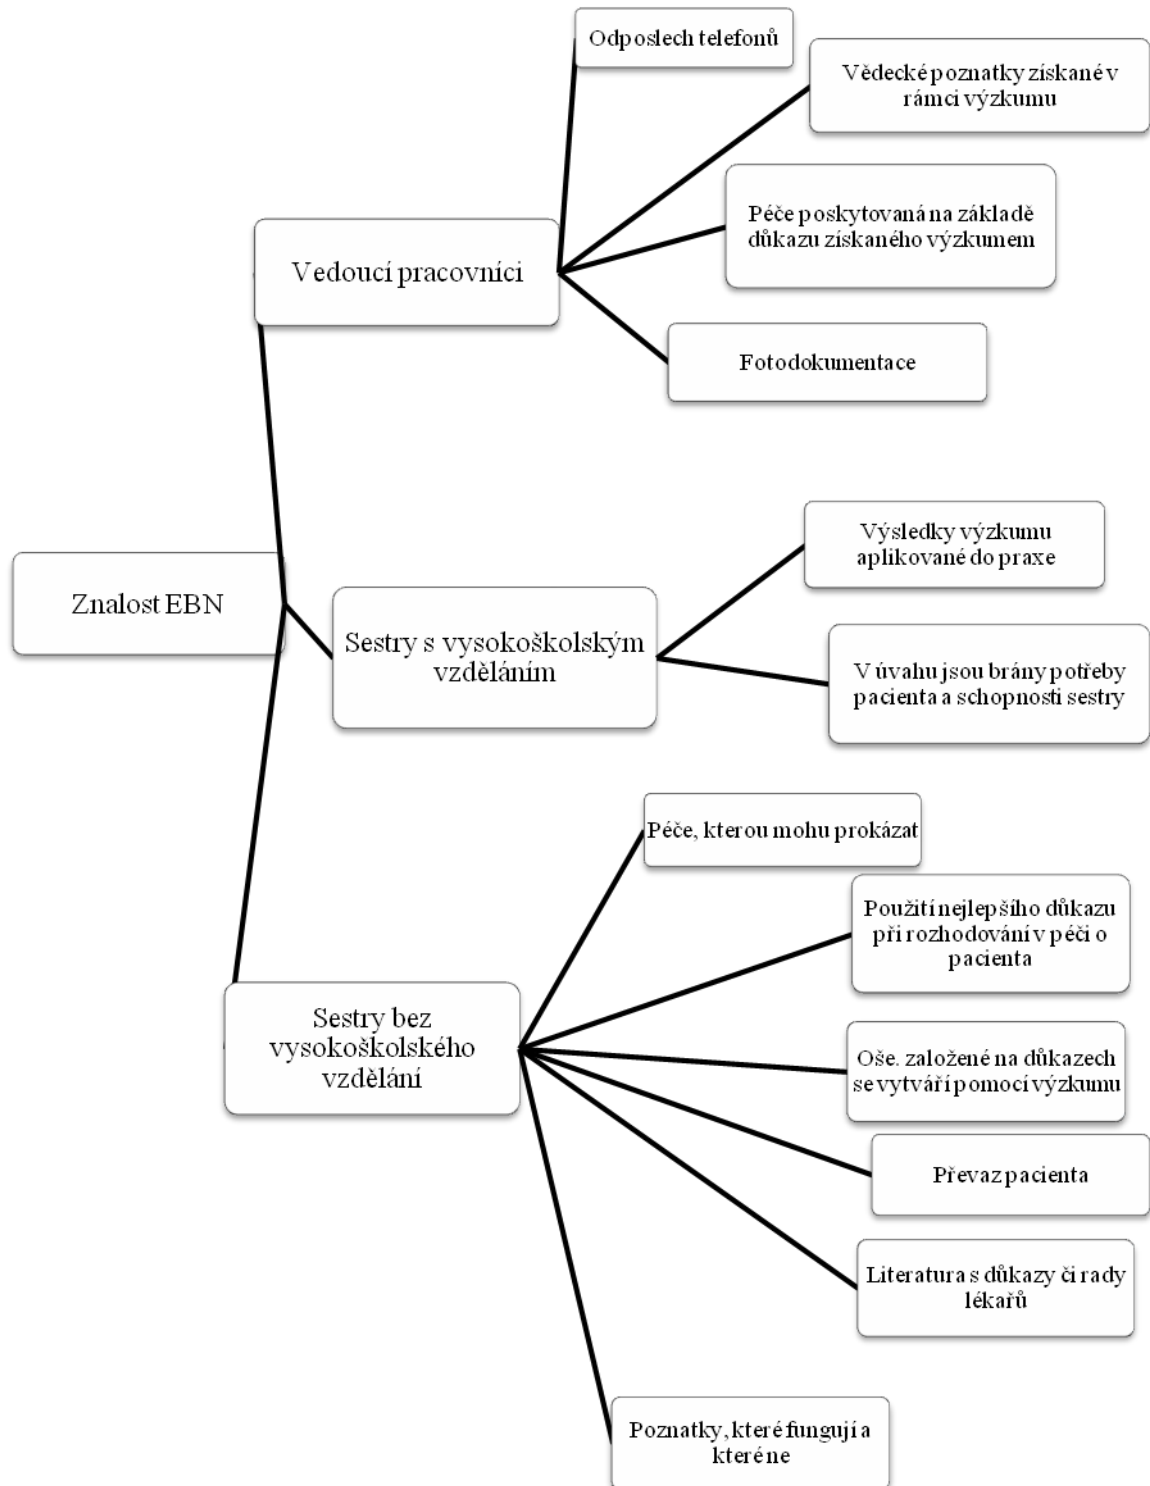 Odposlech telefonů
Vědecké poznatky získané v
rámci výzkumu
Péče poskytovaná na základě
důkazu získaného výzkumem
Vedoucí pracovníci
Fotodokumentace
Výsledky výzkumu
aplikované do praxe
Znalost EBN
Sestry s vysokoškolským
vzděláním
V úvahu jsou brány potřeby
pacienta a schopnosti sestry
Péče, kterou mohu prokázat
Použití nejlepšího důkazu
při rozhodování v péči o
pacienta
Sestry bez
vysokoškolského
vzdělání
Oše. založené na důkazech
se vytváří pomocí výzkumu
Převaz pacienta
Literatura s důkazy či rady
lékařů
Poznatky, které fungují a
které ne